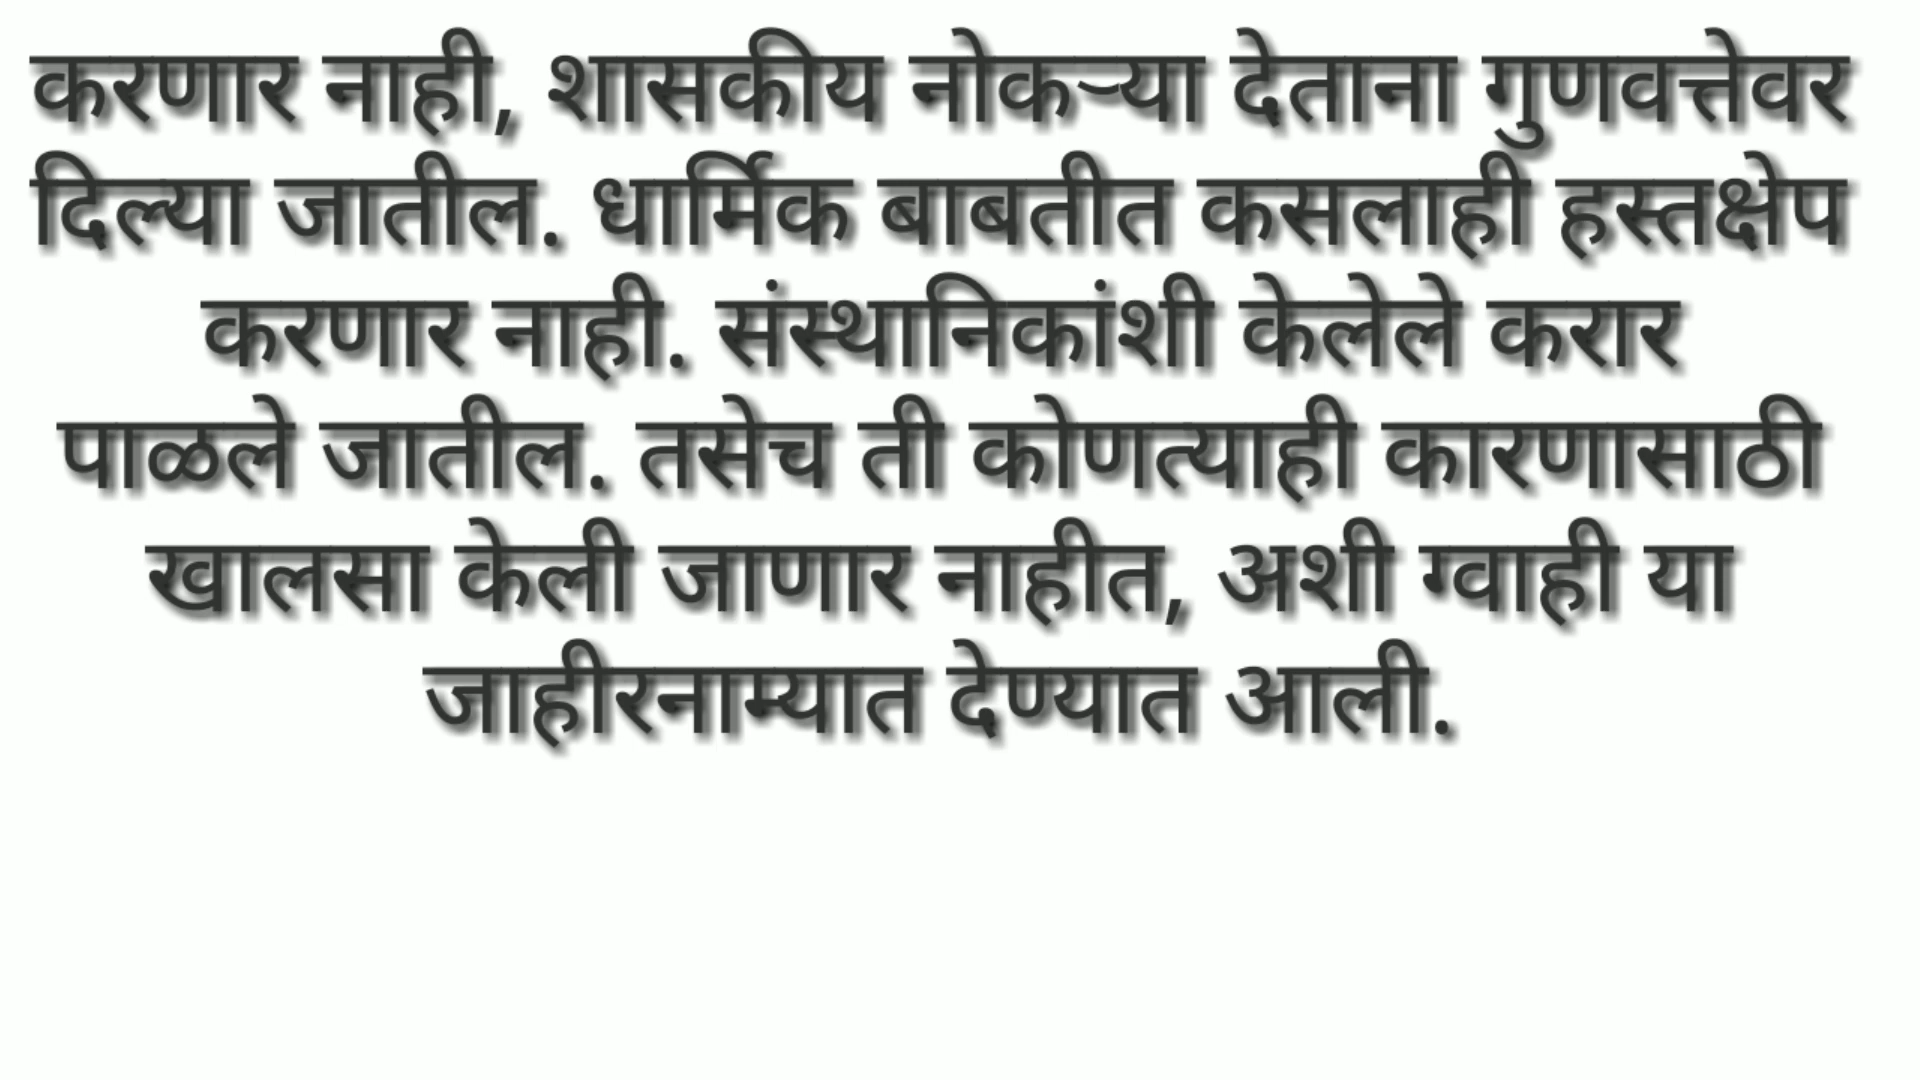 करणार नाही, शासकीय नोकऱ्या देताना गुणवत्तेवर
दिल्या जातील. धार्मिक बाबतीत कसलाही हस्तक्षेप
करणार नाही. संस्थानिकांशी केलेले करार
पाळले जातील. तसेच ती कोणत्याही कारणासाठी
खालसा केली जाणार नाहीत, अशी ग्वाही या
जाहीरनाम्यात देण्यात आली.